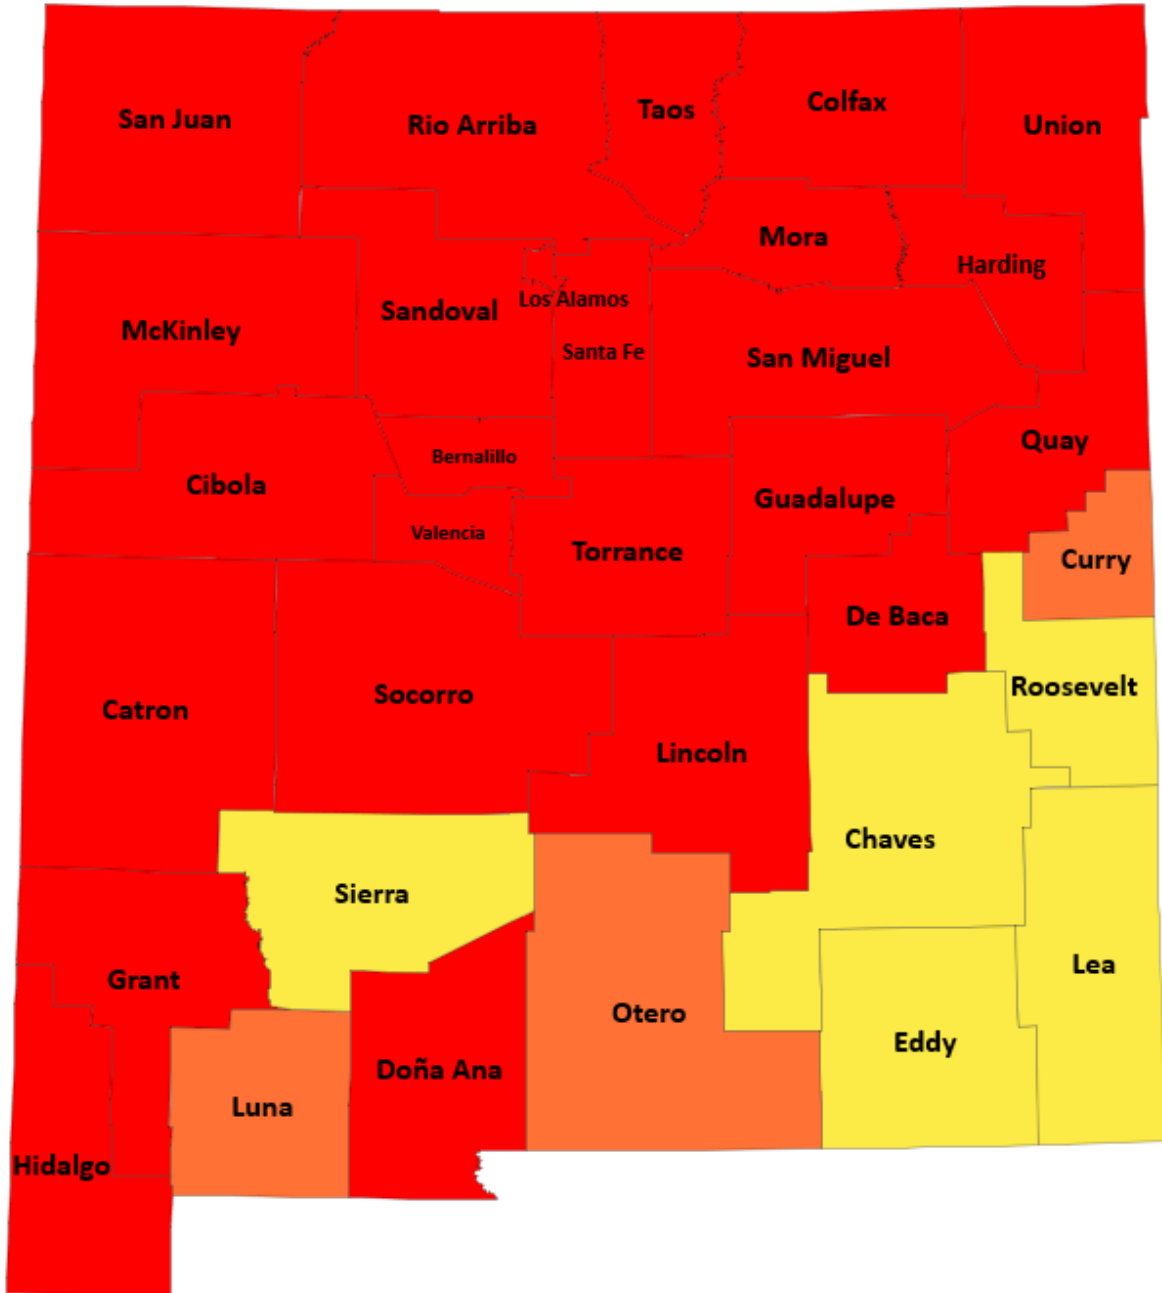 San Juan
Rio Arriba
Taos
Colfax
Union
Mora
Harding
McKinley
Sandoval
Los Alamos
Santa Fe
San Miguel
Quay
Cibola
Bernalillo
Guadalupe
Valencia
Torrance
Curry
De Baca
Catron
Socorro
Lincoln
Roosevelt
Chaves
Sierra
Grant
Otero
Lea
Eddy
Doña Ana
Luna
Hidalgo